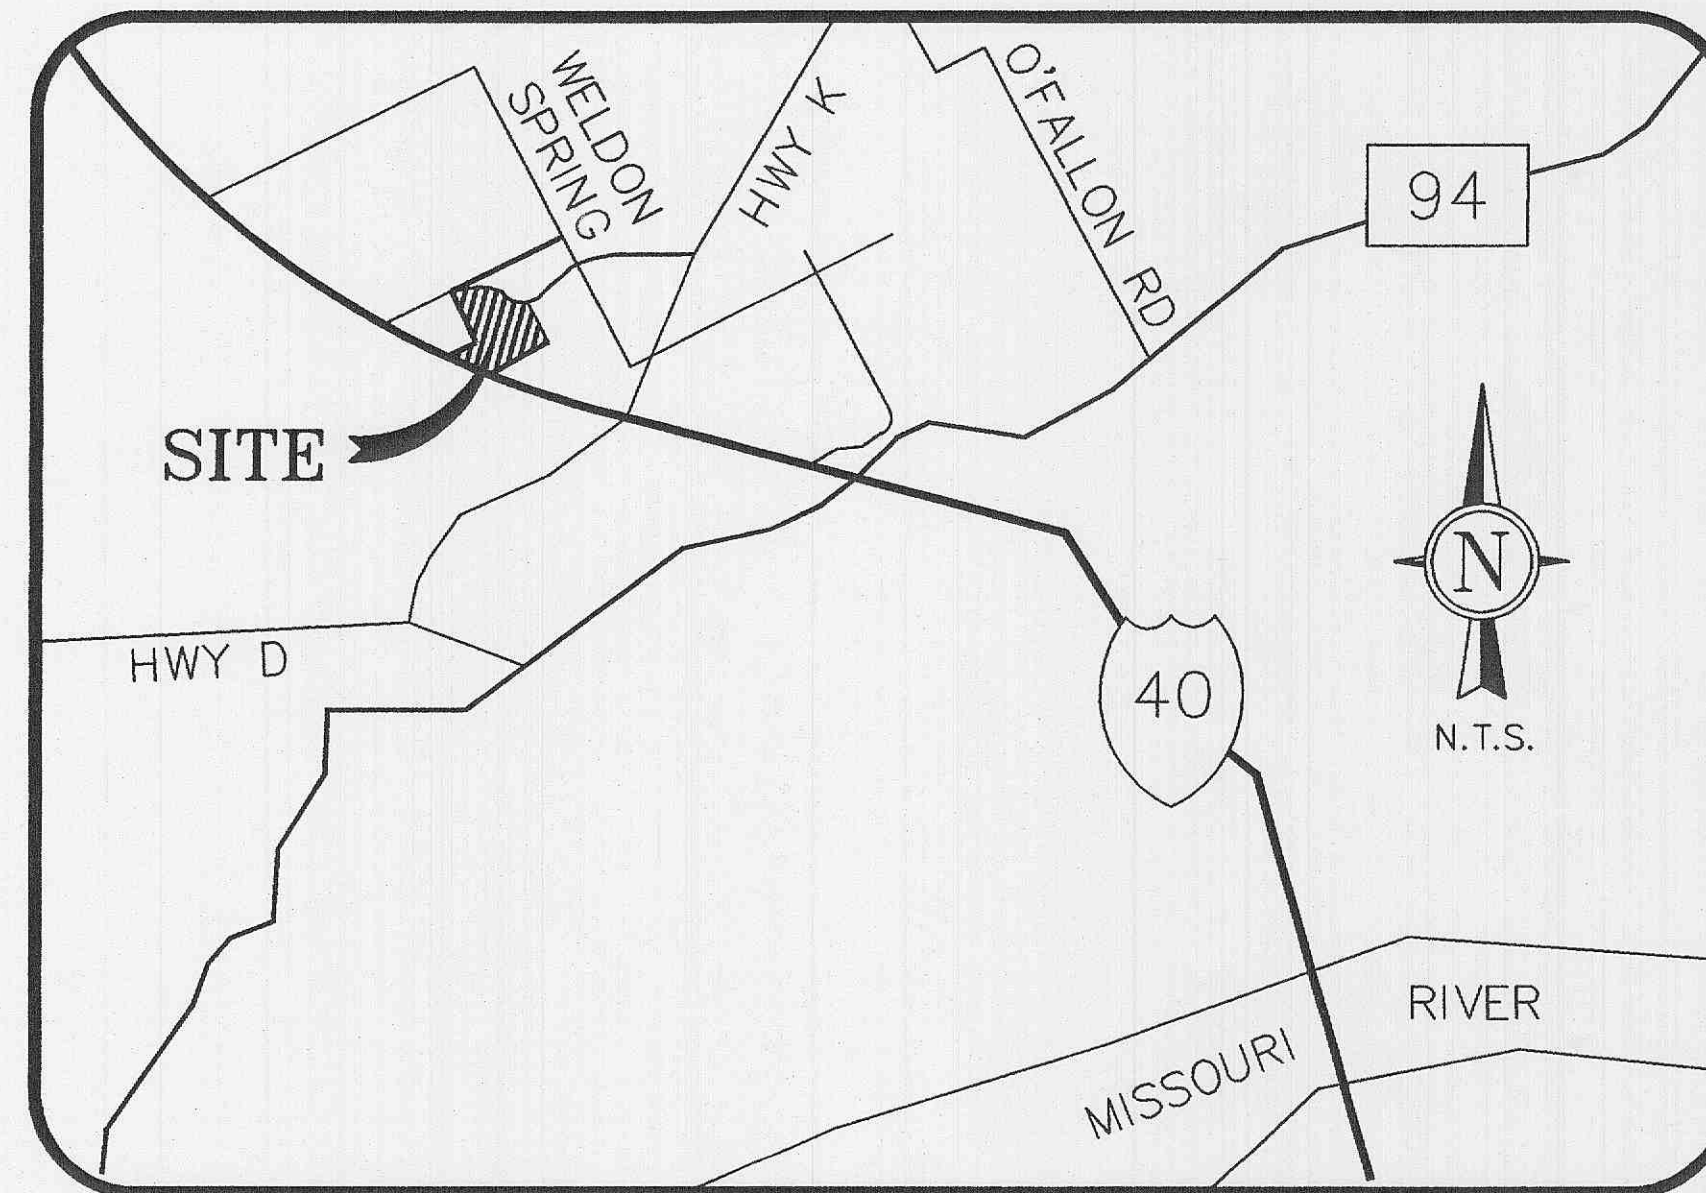 WELDON
SPRING
HWY K
O'FALLON RD
94
SITE
N
HWY D
40
N.T.S.
RIVER
MISSOURI